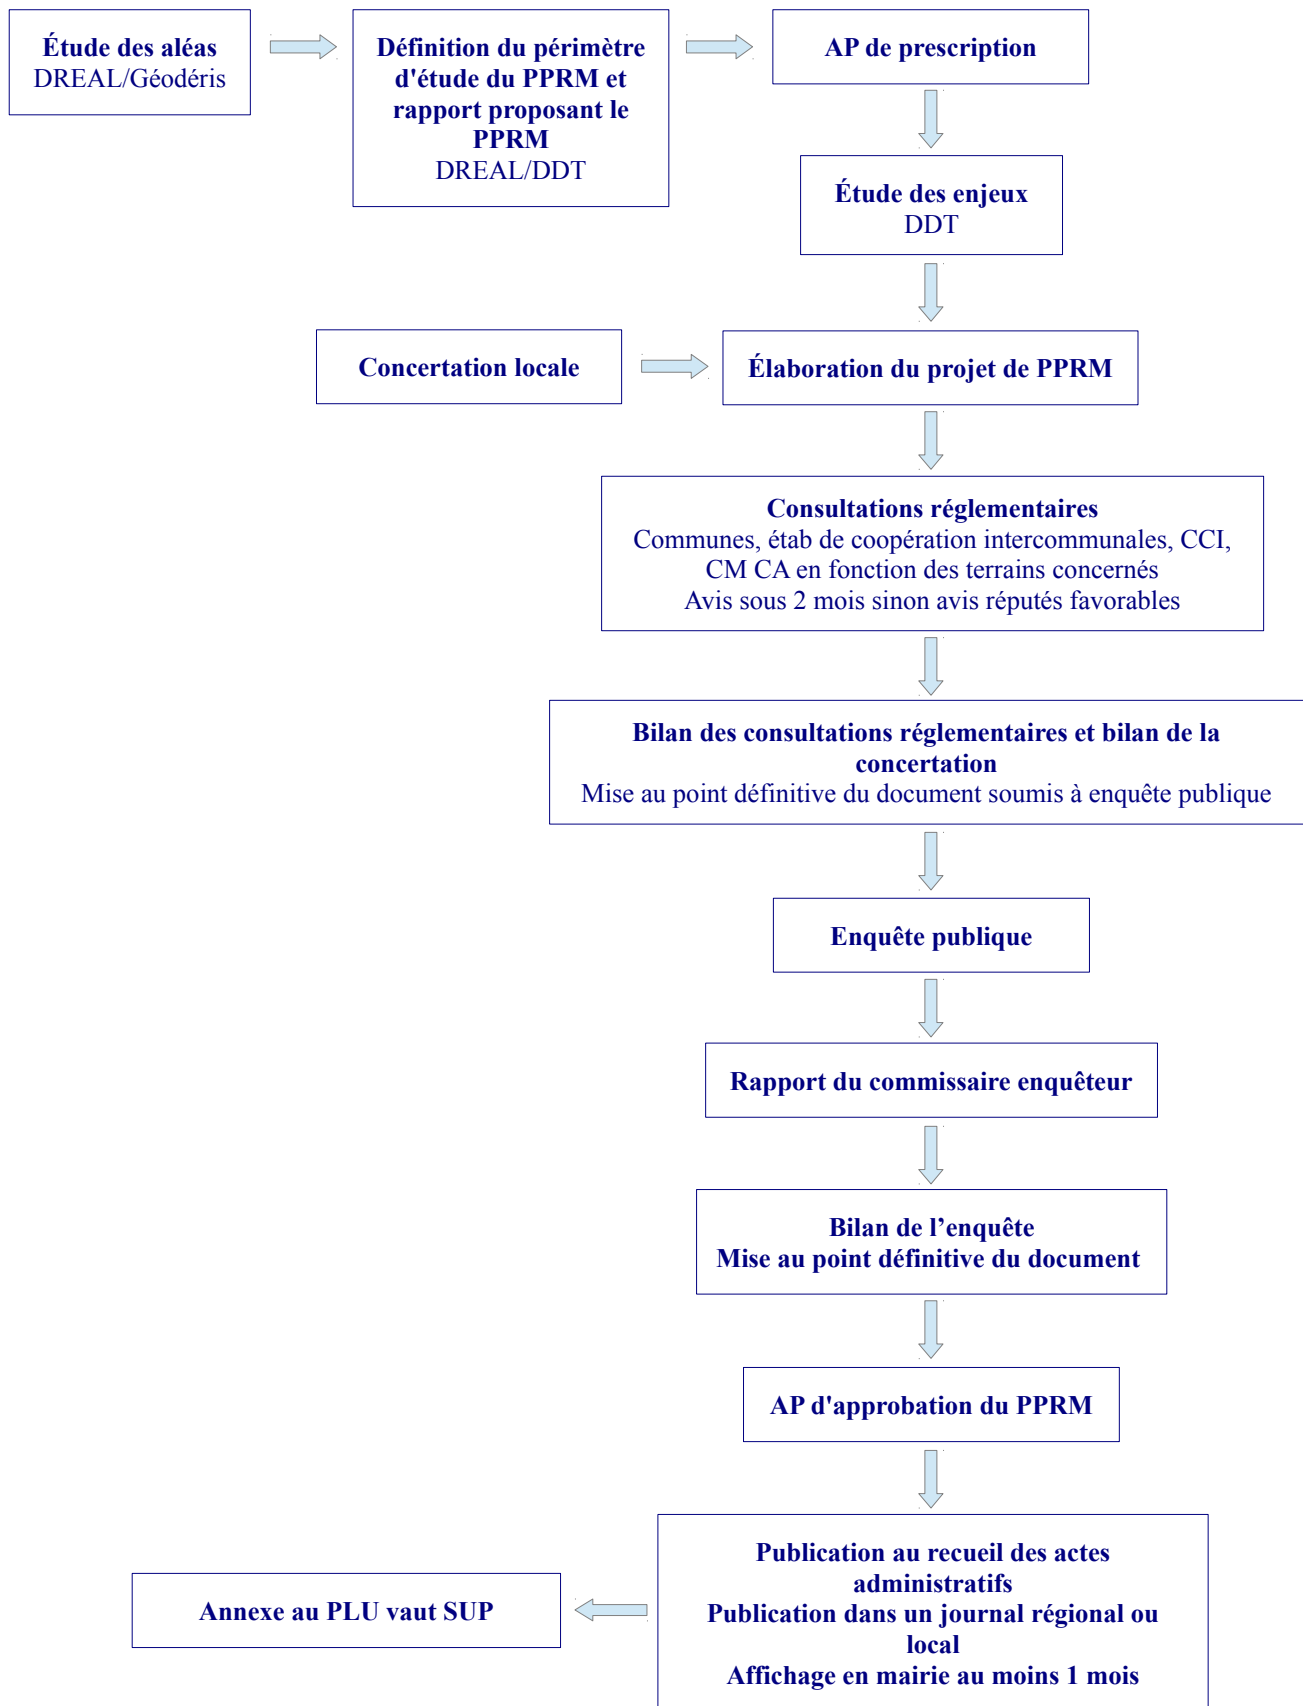 Étude des aléas
DREAL/Géodéris
Définition du périmètre
d'étude du PPRM et
rapport proposant le
PPRM
DREAL/DDT
AP de prescription
Étude des enjeux
DDT
Concertation locale
Élaboration du projet de PPRM
Consultations réglementaires
Communes, étab de coopération intercommunales, CCI,
CM CA en fonction des terrains concernés
Avis sous 2 mois sinon avis réputés favorables
Bilan des consultations réglementaires et bilan de la
concertation
Mise au point définitive du document soumis à enquête publique
Enquête publique
Rapport du commissaire enquêteur
Bilan de l’enquête
Mise au point définitive du document
AP d'approbation du PPRM
Publication au recueil des actes
administratifs
Publication dans un journal régional ou
local
Affichage en mairie au moins 1 mois
Annexe au PLU vaut SUP